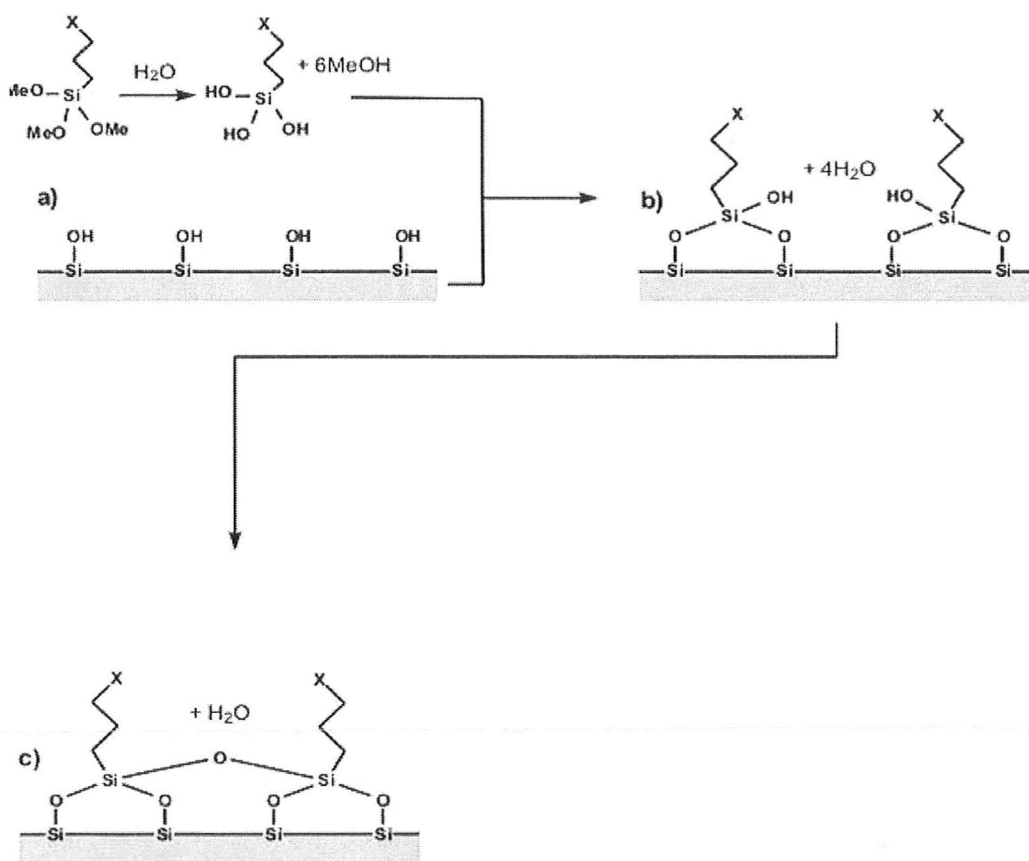 X X
H₂O + 6MeOH
MeO Si HO Si
MeO OMe HO OH
X X
+ 4H₂O
a) b) OH HO
Si Si
OH OH OH OH O O O O
Si Si Si Si Si Si Si Si
X X
+ H₂O
c) O
Si Si
O O O O
Si Si Si Si